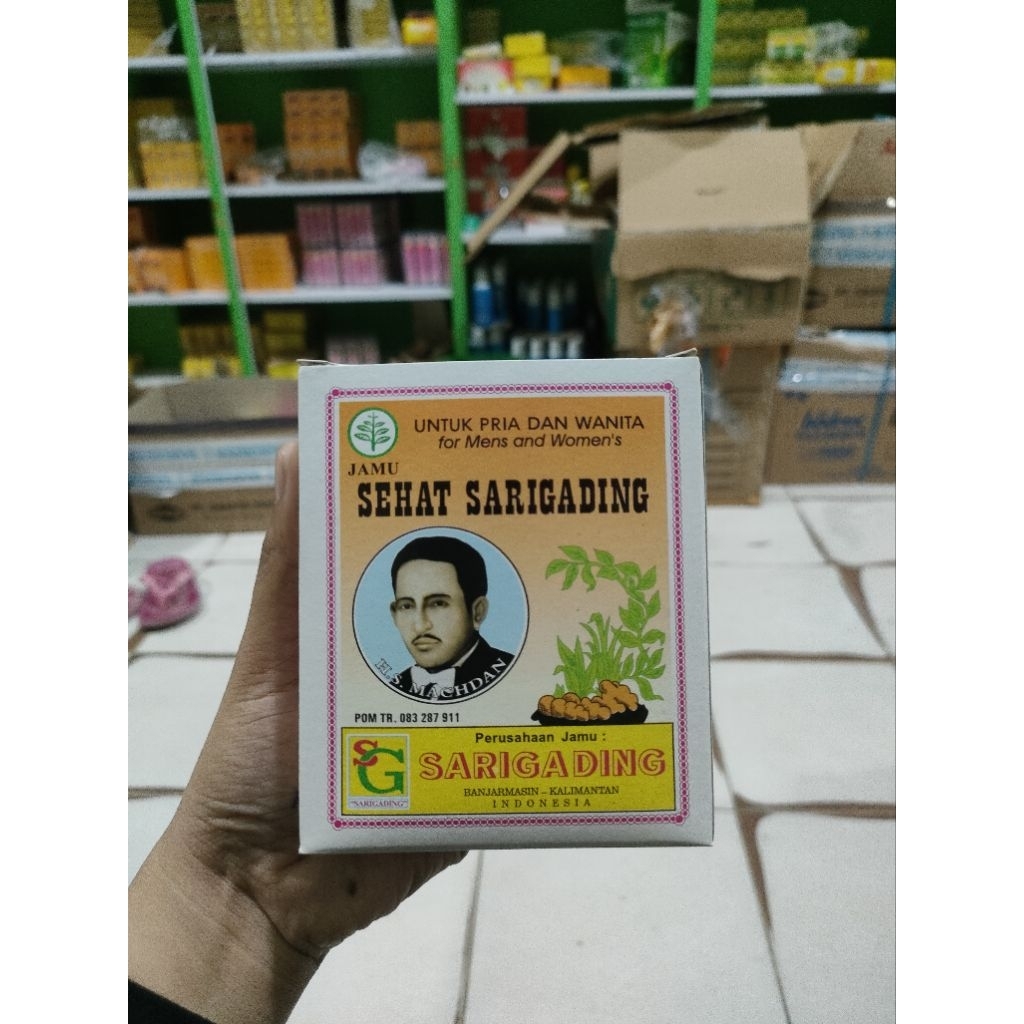 UNTUK PRIA DAN WANITA
for Mens and Women's
JAMU
SEHAT SARIGADING
H. S. MACHDAN
POM TR. 083 287 911
Perusahaan Jamu :
SG
SARIGADING
"SARIGADING"
BANJARMASIN – KALIMANTAN
INDONESIA